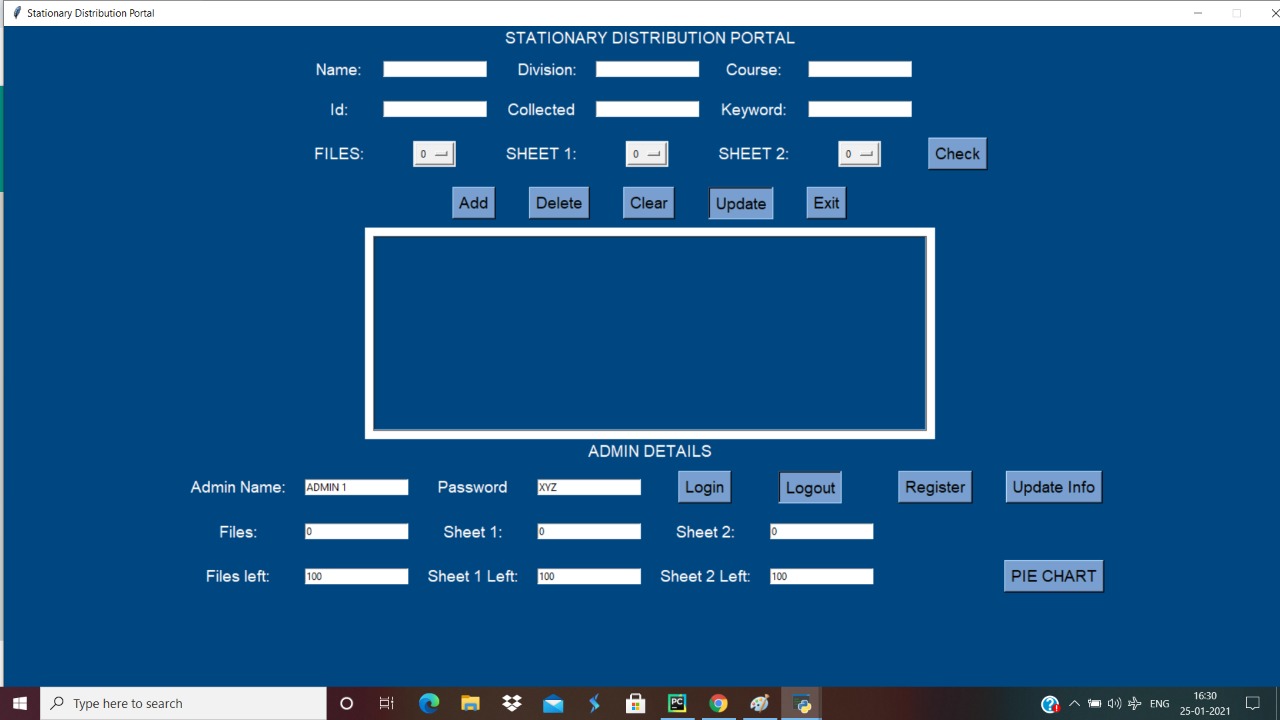 Stationary Distribution Portal
STATIONARY DISTRIBUTION PORTAL
Name: Division: Course:
Id: Collected Keyword:
FILES: 0 SHEET 1: 0 SHEET 2: 0 Check
Add Delete Clear Update Exit
ADMIN DETAILS
Admin Name: ADMIN 1 Password XYZ Login Logout Register Update Info
Files: 0 Sheet 1: 0 Sheet 2: 0
Files left: 100 Sheet 1 Left: 100 Sheet 2 Left: 100 PIE CHART
Type here to search PC ENG 16:30
25-01-2021